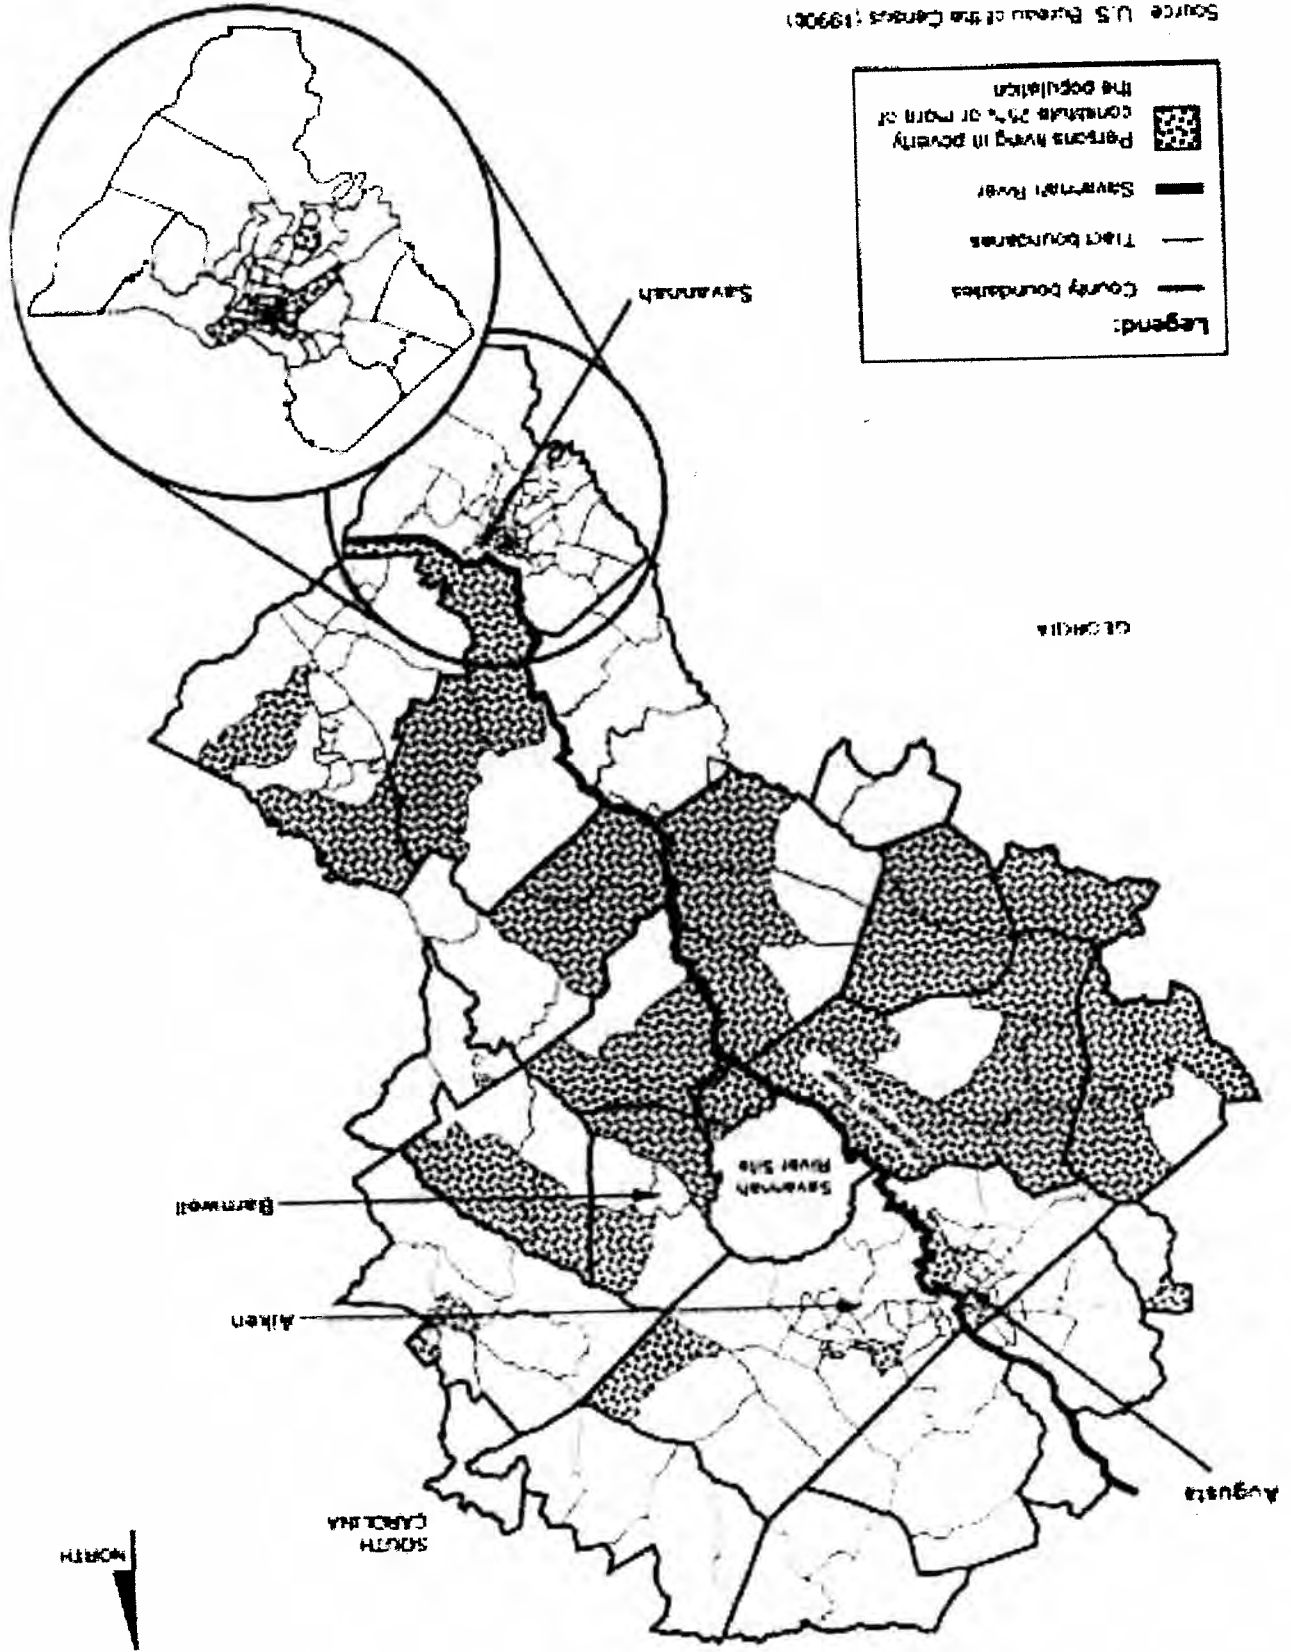 NORTH
SOUTH
CAROLINA
Augusta
Aiken
Barnwell
Savannah
River Site
GEORGIA
Savannah
Legend:
County boundaries
Tract boundaries
Savannah River
Persons living in poverty
constitute 25% or more of
the population
Source U.S. Bureau of the Census